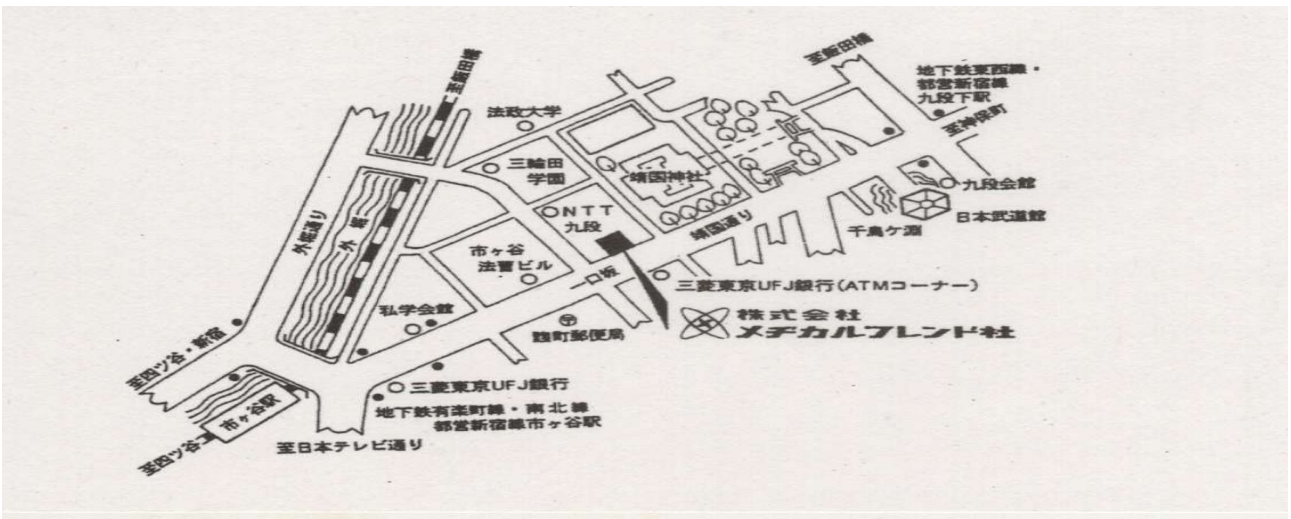 至飯田橋
至飯田橋
地下鉄東西線・
都営新宿線
九段下駅
至神保町
法政大学
三輪田
学園
靖国神社
九段会館
日本武道館
千鳥ケ淵
NTT
九段
靖国通り
外堀通り
外堀
市ヶ谷
法曹ビル
一口坂
三菱東京UFJ銀行(ATMコーナー)
私学会館
麹町郵便局
株式会社
メヂカルフレンド社
至四ツ谷・新宿
三菱東京UFJ銀行
地下鉄有楽町線・南北線
都営新宿線市ヶ谷駅
市ヶ谷駅
至四ツ谷
至日本テレビ通り